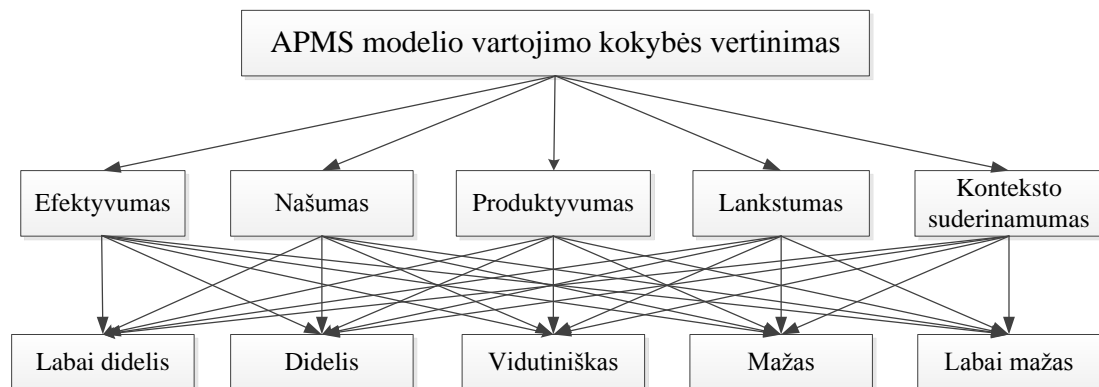 APMS modelio vartojimo kokybės vertinimas
Efektyvumas
Našumas
Produktyvumas
Lankstumas
Konteksto
suderinamumas
Labai didelis
Didelis
Vidutiniškas
Mažas
Labai mažas